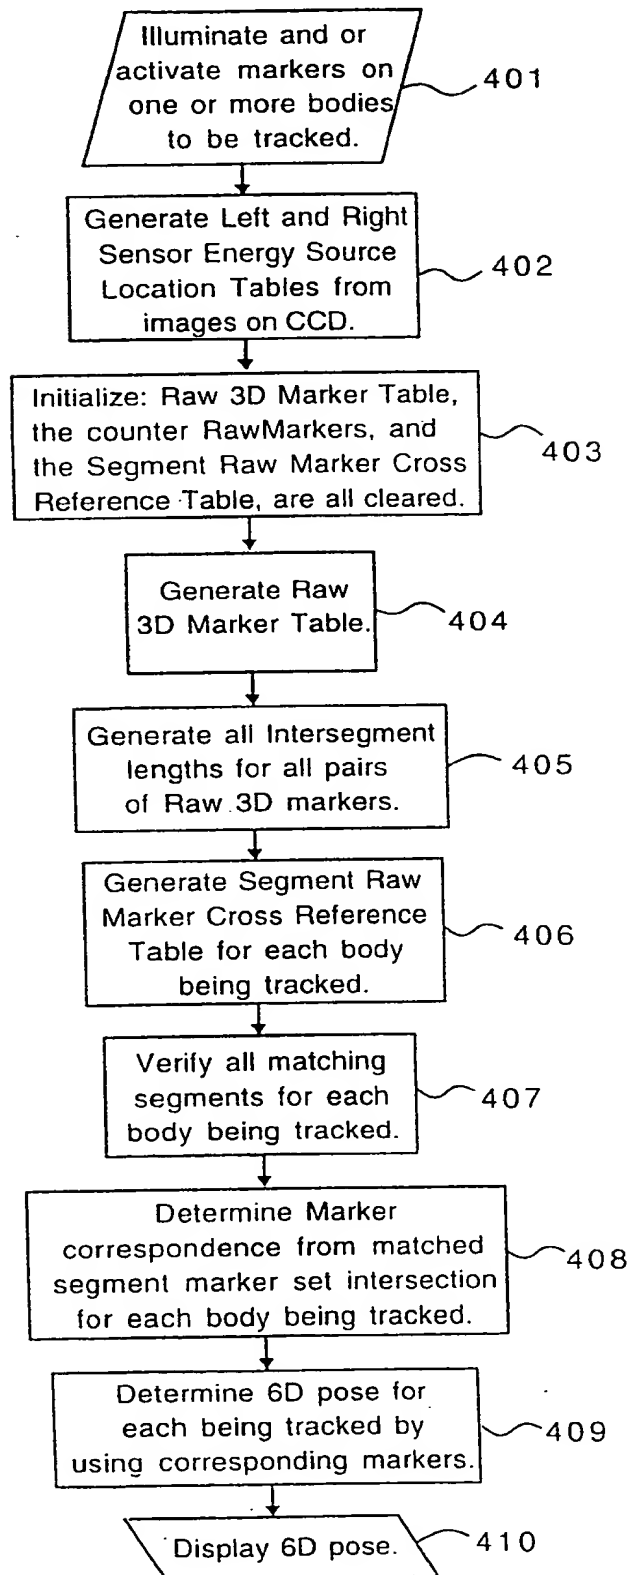 Illuminate and or
activate markers on
one or more bodies
to be tracked.
401
Generate Left and Right
Sensor Energy Source
Location Tables from
images on CCD.
402
Initialize: Raw 3D Marker Table,
the counter RawMarkers, and
the Segment Raw Marker Cross
Reference Table, are all cleared.
403
Generate Raw
3D Marker Table.
404
Generate all Intersegment
lengths for all pairs
of Raw 3D markers.
405
Generate Segment Raw
Marker Cross Reference
Table for each body
being tracked.
406
Verify all matching
segments for each
body being tracked.
407
Determine Marker
correspondence from matched
segment marker set intersection
for each body being tracked.
408
Determine 6D pose for
each being tracked by
using corresponding markers.
409
Display 6D pose.
410